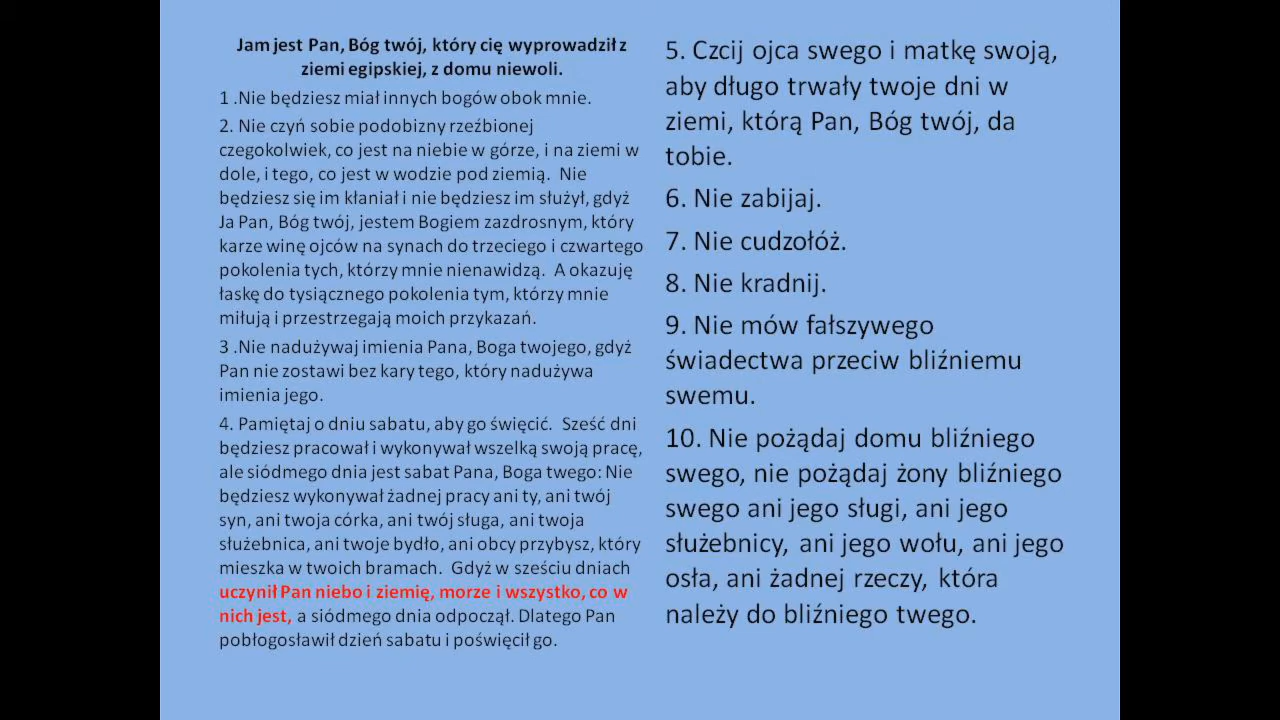 Jam jest Pan, Bóg twój, który cię wyprowadził z
ziemi egipskiej, z domu niewoli.
1 .Nie będziesz miał innych bogów obok mnie.
2. Nie czyń sobie podobizny rzeźbionej
czegokolwiek, co jest na niebie w górze, i na ziemi w
dole, i tego, co jest w wodzie pod ziemią.  Nie
będziesz się im kłaniał i nie będziesz im służył, gdyż
Ja Pan, Bóg twój, jestem Bogiem zazdrosnym, który
karze winę ojców na synach do trzeciego i czwartego
pokolenia tych, którzy mnie nienawidzą.  A okazuję
łaskę do tysiącznego pokolenia tym, którzy mnie
miłują i przestrzegają moich przykazań.
3 .Nie nadużywaj imienia Pana, Boga twojego, gdyż
Pan nie zostawi bez kary tego, który nadużywa
imienia jego.
4. Pamiętaj o dniu sabatu, aby go święcić.  Sześć dni
będziesz pracował i wykonywał wszelką swoją pracę,
ale siódmego dnia jest sabat Pana, Boga twego: Nie
będziesz wykonywał żadnej pracy ani ty, ani twój
syn, ani twoja córka, ani twój sługa, ani twoja
służebnica, ani twoje bydło, ani obcy przybysz, który
mieszka w twoich bramach.  Gdyż w sześciu dniach
uczynił Pan niebo i ziemię, morze i wszystko, co w
nich jest, a siódmego dnia odpoczął. Dlatego Pan
pobłogosławił dzień sabatu i poświęcił go.
5. Czcij ojca swego i matkę swoją,
aby długo trwały twoje dni w
ziemi, którą Pan, Bóg twój, da
tobie.
6. Nie zabijaj.
7. Nie cudzołóż.
8. Nie kradnij.
9. Nie mów fałszywego
świadectwa przeciw bliźniemu
swemu.
10. Nie pożądaj domu bliźniego
swego, nie pożądaj żony bliźniego
swego ani jego sługi, ani jego
służebnicy, ani jego wołu, ani jego
osła, ani żadnej rzeczy, która
należy do bliźniego twego.